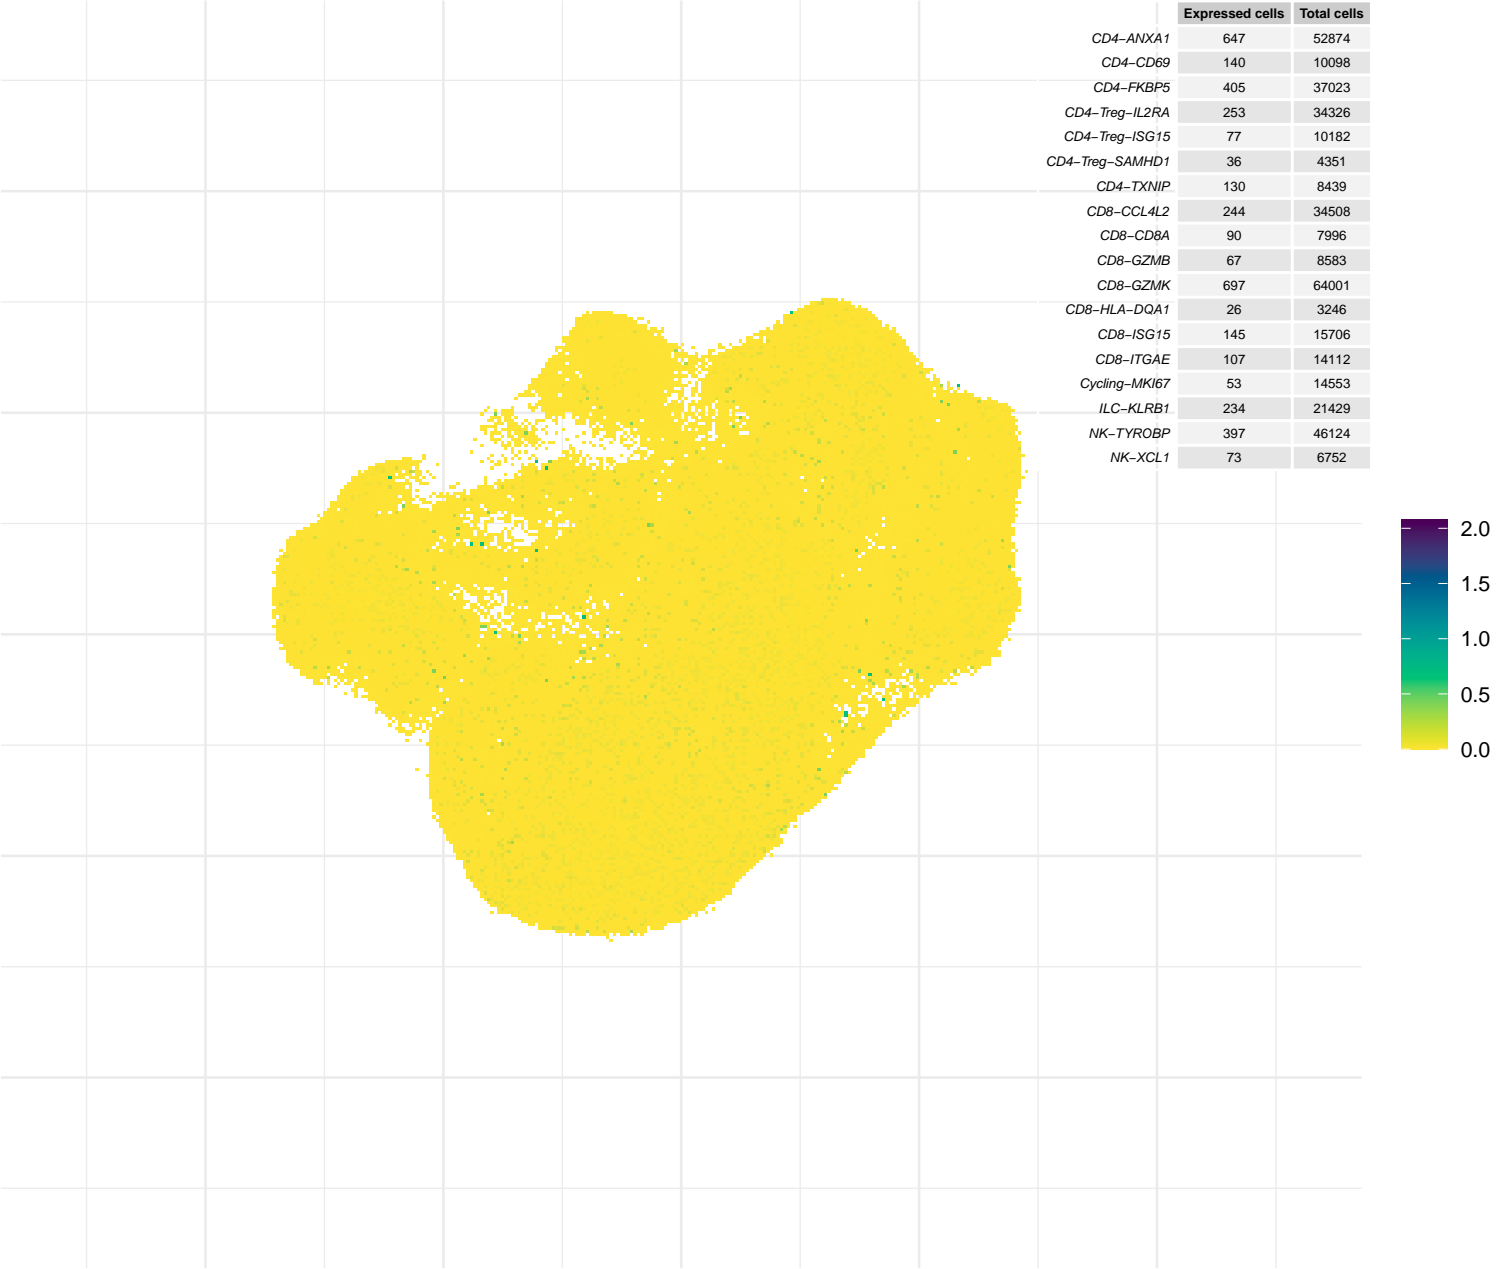 Expressed cells Total cells
CD4−ANXA1 647 52874
CD4−CD69 140 10098
CD4−FKBP5 405 37023
CD4−Treg−IL2RA 253 34326
CD4−Treg−ISG15 77 10182
CD4−Treg−SAMHD1 36 4351
CD4−TXNIP 130 8439
CD8−CCL4L2 244 34508
CD8−CD8A 90 7996
CD8−GZMB 67 8583
CD8−GZMK 697 64001
CD8−HLA−DQA1 26 3246
CD8−ISG15 145 15706
CD8−ITGAE 107 14112
Cycling−MKI67 53 14553
ILC−KLRB1 234 21429
NK−TYROBP 397 46124
NK−XCL1 73 6752
2.0
1.5
1.0
0.5
0.0